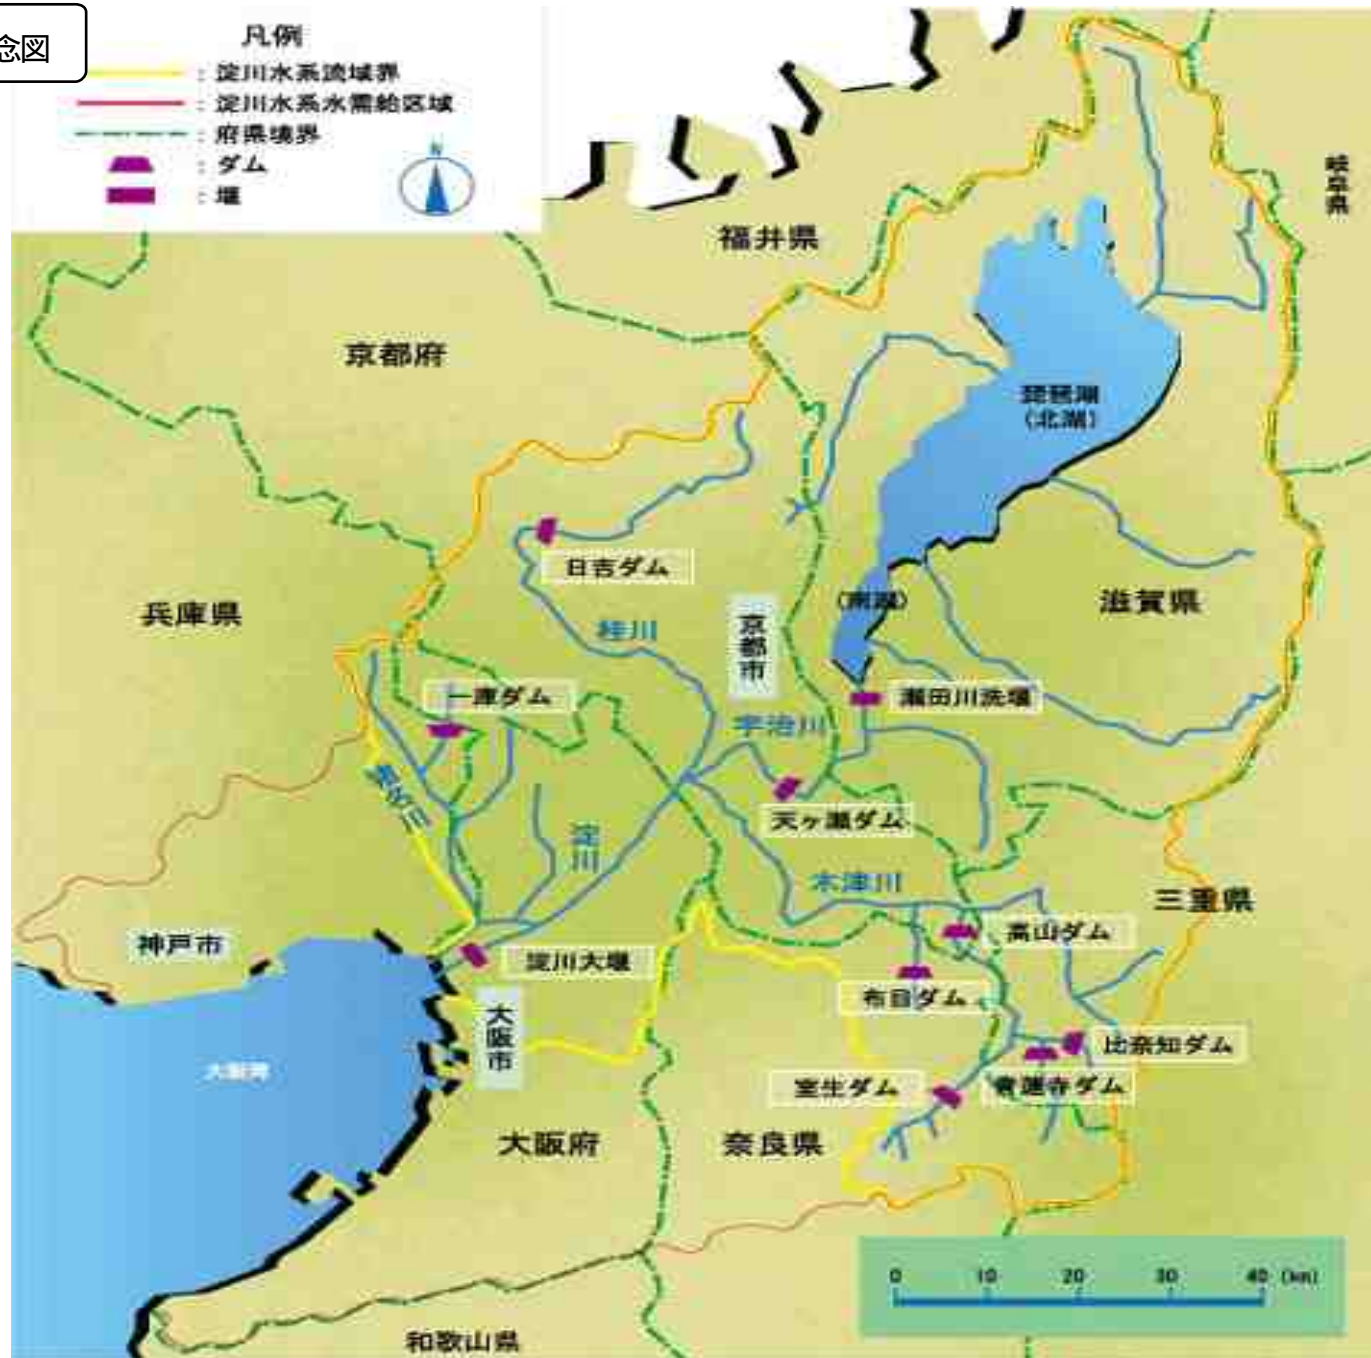 念図
凡例
: 淀川水系流域界
: 淀川水系水需給区域
: 府県境界
: ダム
: 堰
N
岐阜県
福井県
京都府
琵琶湖
(北湖)
日吉ダム
兵庫県
桂川
京都市
(南湖)
滋賀県
一庫ダム
瀬田川洗堰
宇治川
猪名川
天ヶ瀬ダム
淀川
木津川
三重県
神戸市
淀川大堰
高山ダム
布目ダム
大阪市
大阪湾
比奈知ダム
室生ダム
青蓮寺ダム
大阪府
奈良県
0 10 20 30 40 (km)
和歌山県